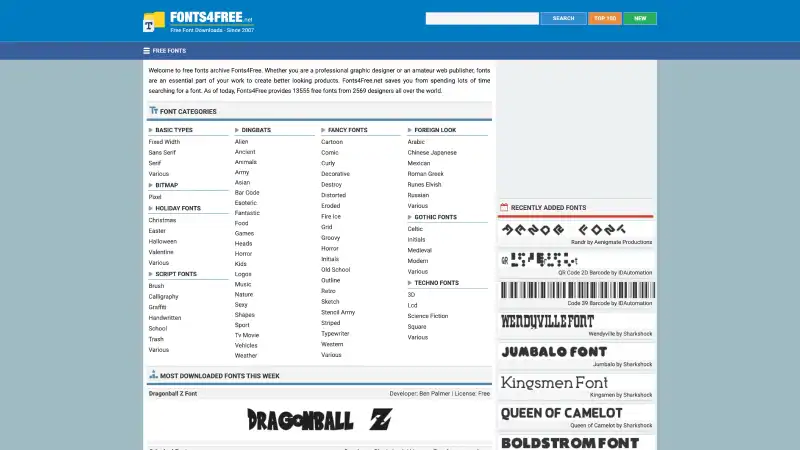 FONTS4FREE.net
Free Font Downloads - Since 2007
SEARCH
TOP 150
NEW
FREE FONTS
Welcome to free fonts archive Fonts4Free. Whether you are a professional graphic designer or an amateur web publisher, fonts
are an essential part of your work to create better looking products. Fonts4Free.net saves you from spending lots of time
searching for a font. As of today, Fonts4Free provides 13555 free fonts from 2569 designers all over the world.
FONT CATEGORIES
BASIC TYPES
Fixed Width
Sans Serif
Serif
Various
BITMAP
Pixel
HOLIDAY FONTS
Christmas
Easter
Halloween
Valentine
Various
SCRIPT FONTS
Brush
Calligraphy
Graffiti
Handwritten
School
Trash
Various
DINGBATS
Alien
Ancient
Animals
Army
Asian
Bar Code
Esoteric
Fantastic
Food
Games
Heads
Horror
Kids
Logos
Music
Nature
Sexy
Shapes
Sport
Tv Movie
Vehicles
Weather
FANCY FONTS
Cartoon
Comic
Curly
Decorative
Destroy
Distorted
Eroded
Fire Ice
Grid
Groovy
Horror
Initials
Old School
Outline
Retro
Sketch
Stencil Army
Striped
Typewriter
Western
Various
FOREIGN LOOK
Arabic
Chinese Japanese
Mexican
Roman Greek
Runes Elvish
Russian
Various
GOTHIC FONTS
Celtic
Initials
Medieval
Modern
Various
TECHNO FONTS
3D
Lcd
Science Fiction
Square
Various
MOST DOWNLOADED FONTS THIS WEEK
Dragonball Z Font
Developer: Ben Palmer | License: Free
DRAGONBALL Z
RECENTLY ADDED FONTS
Randr by Aenigmate Productions
QR Code 2D Barcode by IDAutomation
Code 39 Barcode by IDAutomation
WENDYVILLE FONT
Wendyville by Sharkshock
JUMBALO FONT
Jumbalo by Sharkshock
Kingsmen Font
Kingsmen by Sharkshock
QUEEN OF CAMELOT
Queen of Camelot by Sharkshock
BOLDSTROM FONT